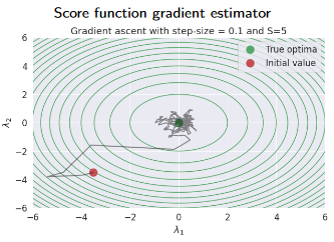 Score function gradient estimator
Gradient ascent with step-size = 0.1 and S=5
True optima
Initial value
6
4
2
0
−2
−4
−6
λ₂
−6
−4
−2
0
2
4
6
λ₁